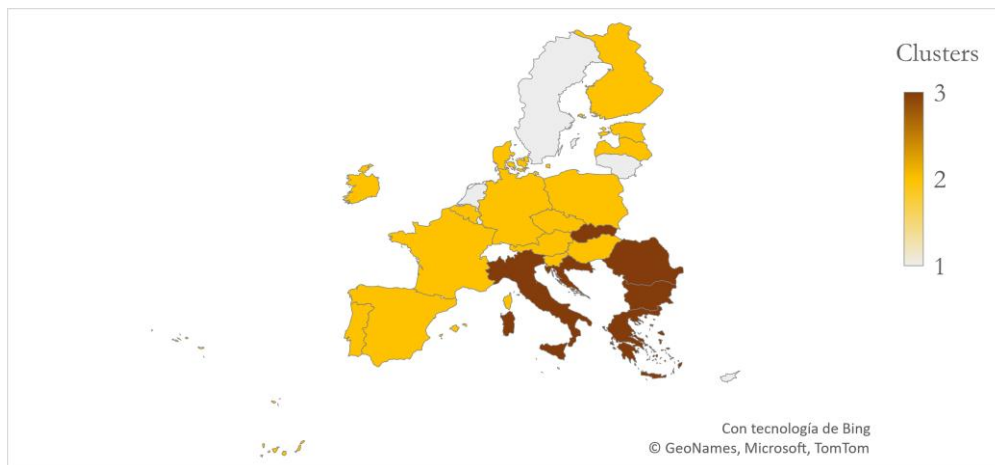 Clusters
3
2
1
Con tecnología de Bing
© GeoNames, Microsoft, TomTom